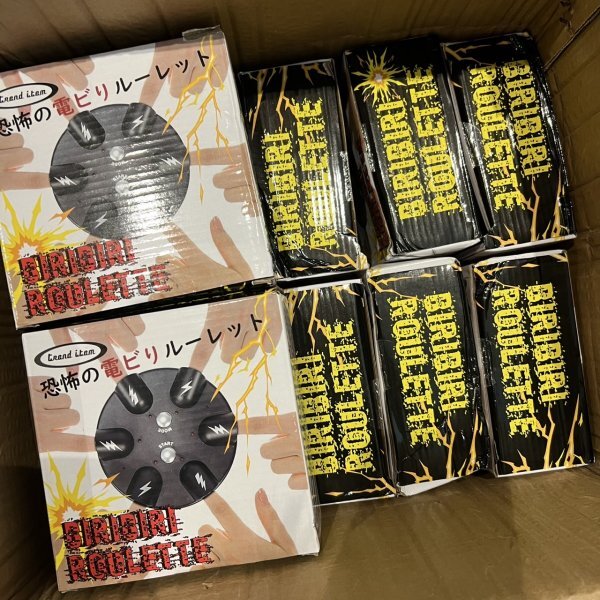 Grand item
恐怖の電ビリルーレット
BIRIBIRI
ROULETTE
BIRIBIRI
ROULETTE
BIRIBIRI
ROULETTE
BIRIBIRI
ROULETTE
Grand item
恐怖の電ビリルーレット
MODE
START
BIRIBIRI
ROULETTE
BIRIBIRI
ROULETTE
BIRIBIRI
ROULETTE
BIRIBIRI
ROULETTE